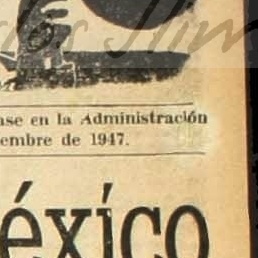 ase en la Administración
embre de 1947.
éxico